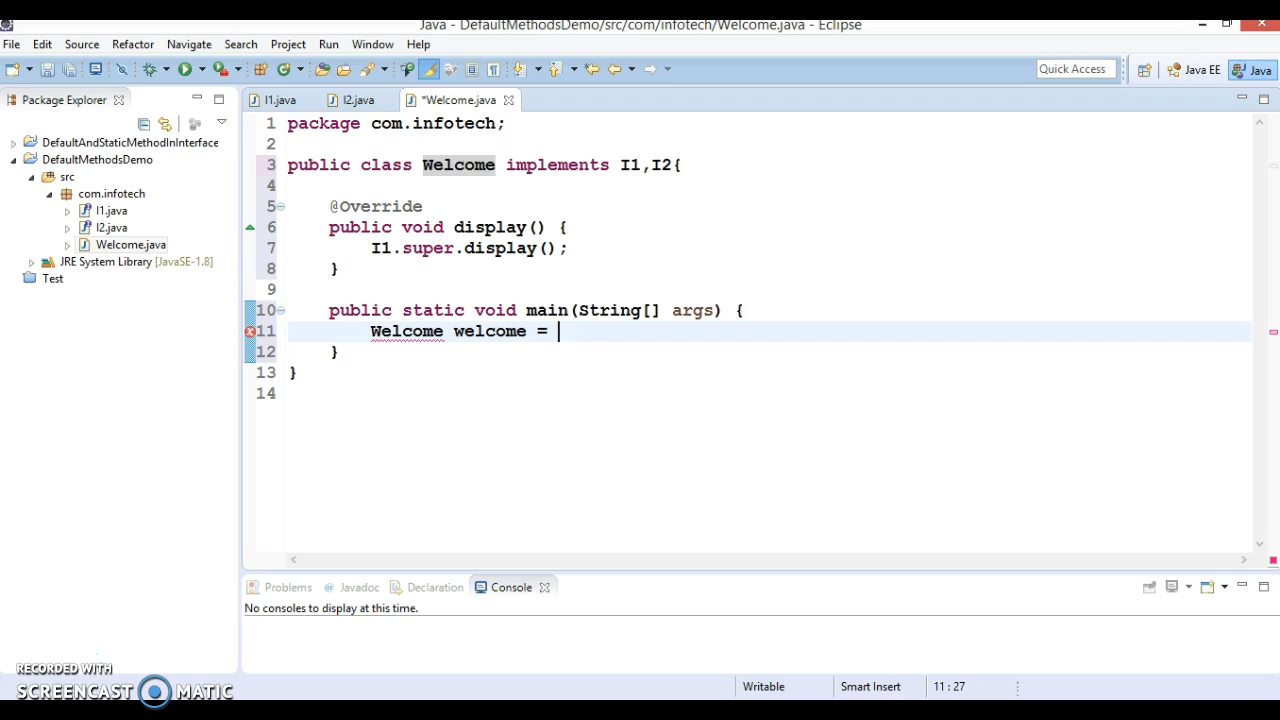 Java - DefaultMethodsDemo/src/com/infotech/Welcome.java - Eclipse
File Edit Source Refactor Navigate Search Project Run Window Help
Quick Access Java EE Java
Package Explorer
I1.java I2.java *Welcome.java
DefaultAndStaticMethodInInterface
DefaultMethodsDemo
src
com.infotech
I1.java
I2.java
Welcome.java
JRE System Library [JavaSE-1.8]
Test
1 package com.infotech;
2
3 public class Welcome implements I1,I2{
4
5 @Override
6 public void display() {
7 I1.super.display();
8 }
9
10 public static void main(String[] args) {
11 Welcome welcome =
12 }
13 }
14
Problems @ Javadoc Declaration Console
No consoles to display at this time.
RECORDED WITH
SCREENCAST MATIC
Writable Smart Insert 11 : 27